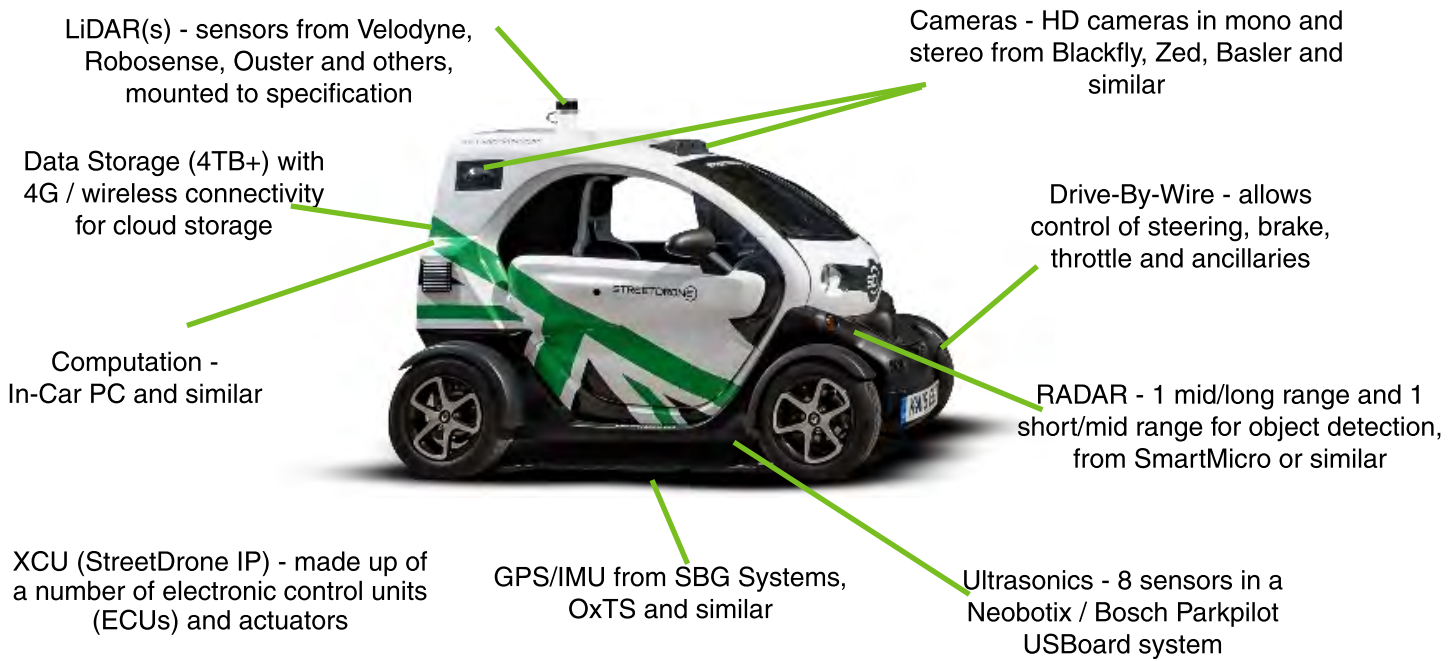 LiDAR(s) - sensors from Velodyne,
Robosense, Ouster and others,
mounted to specification
Cameras - HD cameras in mono and
stereo from Blackfly, Zed, Basler and
similar
Data Storage (4TB+) with
4G / wireless connectivity
for cloud storage
Drive-By-Wire - allows
control of steering, brake,
throttle and ancillaries
STREETDRONE
Computation -
In-Car PC and similar
RADAR - 1 mid/long range and 1
short/mid range for object detection,
from SmartMicro or similar
XCU (StreetDrone IP) - made up of
a number of electronic control units
(ECUs) and actuators
GPS/IMU from SBG Systems,
OxTS and similar
Ultrasonics - 8 sensors in a
Neobotix / Bosch Parkpilot
USBoard system